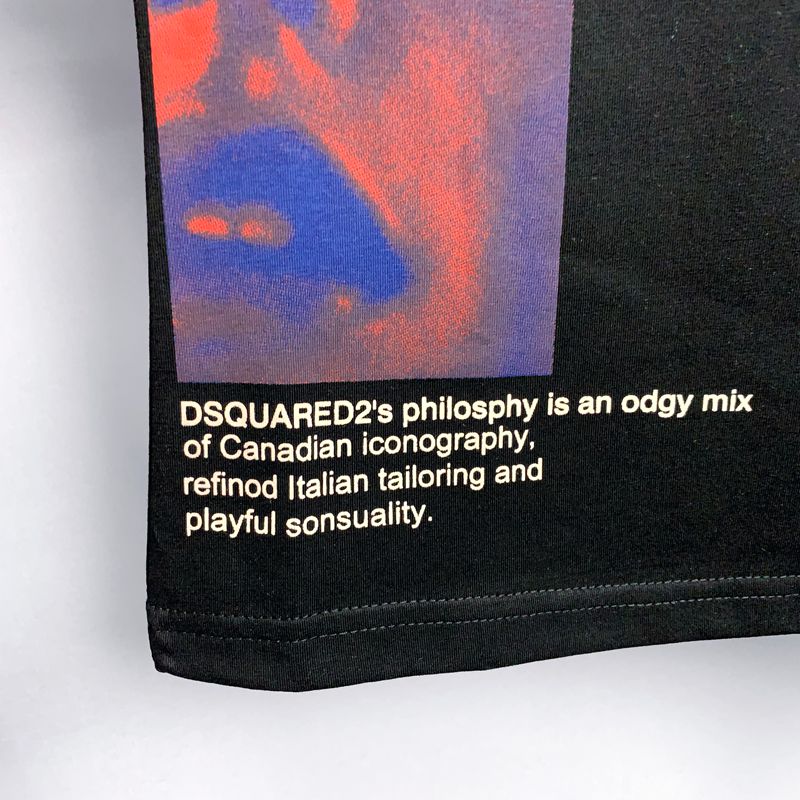 DSQUARED2's philosphy is an odgy mix
of Canadian iconography,
refinod Italian tailoring and
playful sonsuality.